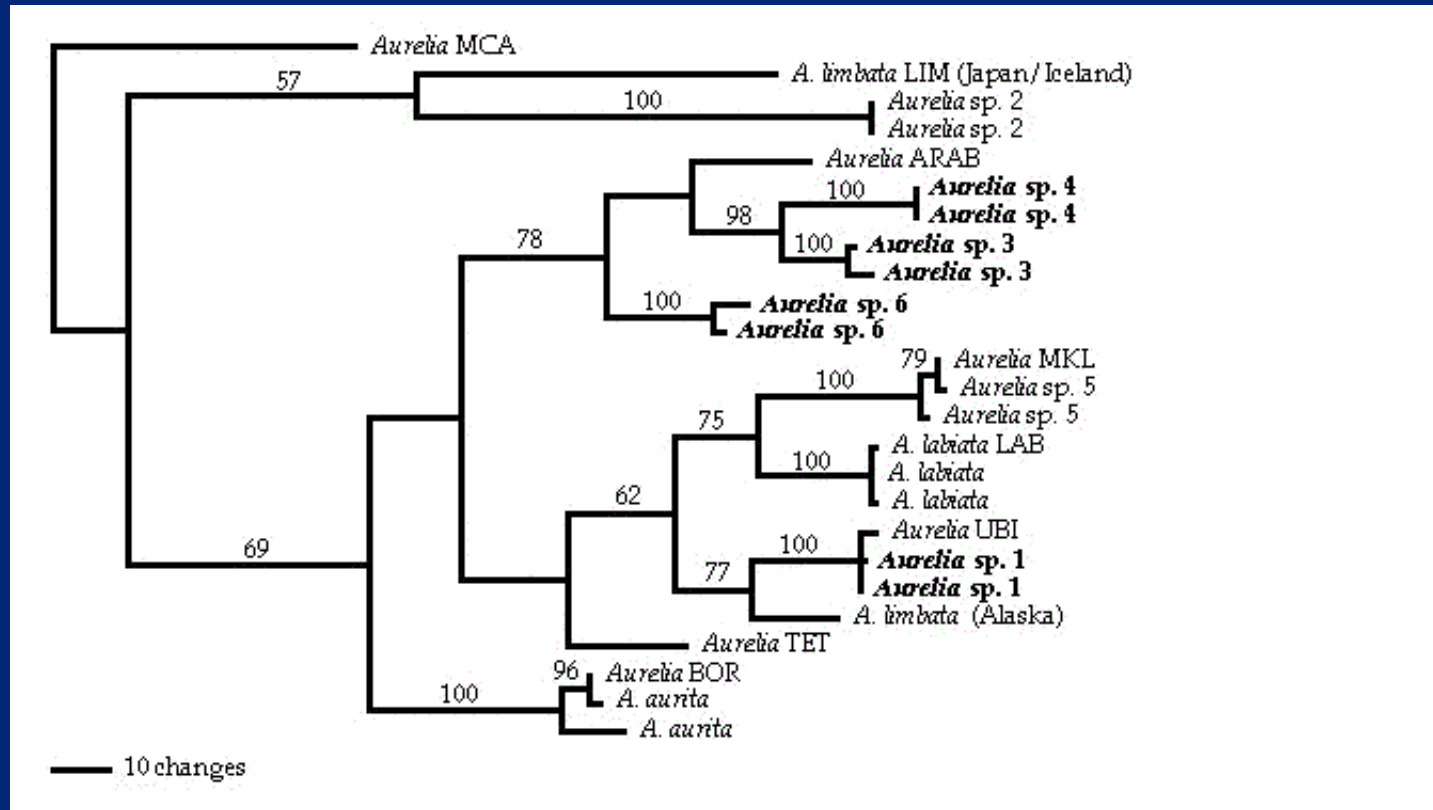 Aurelia MCA
A. limbata LIM (Japan/Iceland)
57
100
Aurelia sp. 2
Aurelia sp. 2
Aurelia ARAB
100
Aurelia sp. 4
Aurelia sp. 4
98
78
100
Aurelia sp. 3
Aurelia sp. 3
100
Aurelia sp. 6
Aurelia sp. 6
79
Aurelia MKL
100
Aurelia sp. 5
Aurelia sp. 5
75
A. labiata LAB
100
A. labiata
A. labiata
62
Aurelia UBI
100
Aurelia sp. 1
69
77
Aurelia sp. 1
A. limbata (Alaska)
Aurelia TET
96
Aurelia BOR
100
A. aurita
A. aurita
10 changes